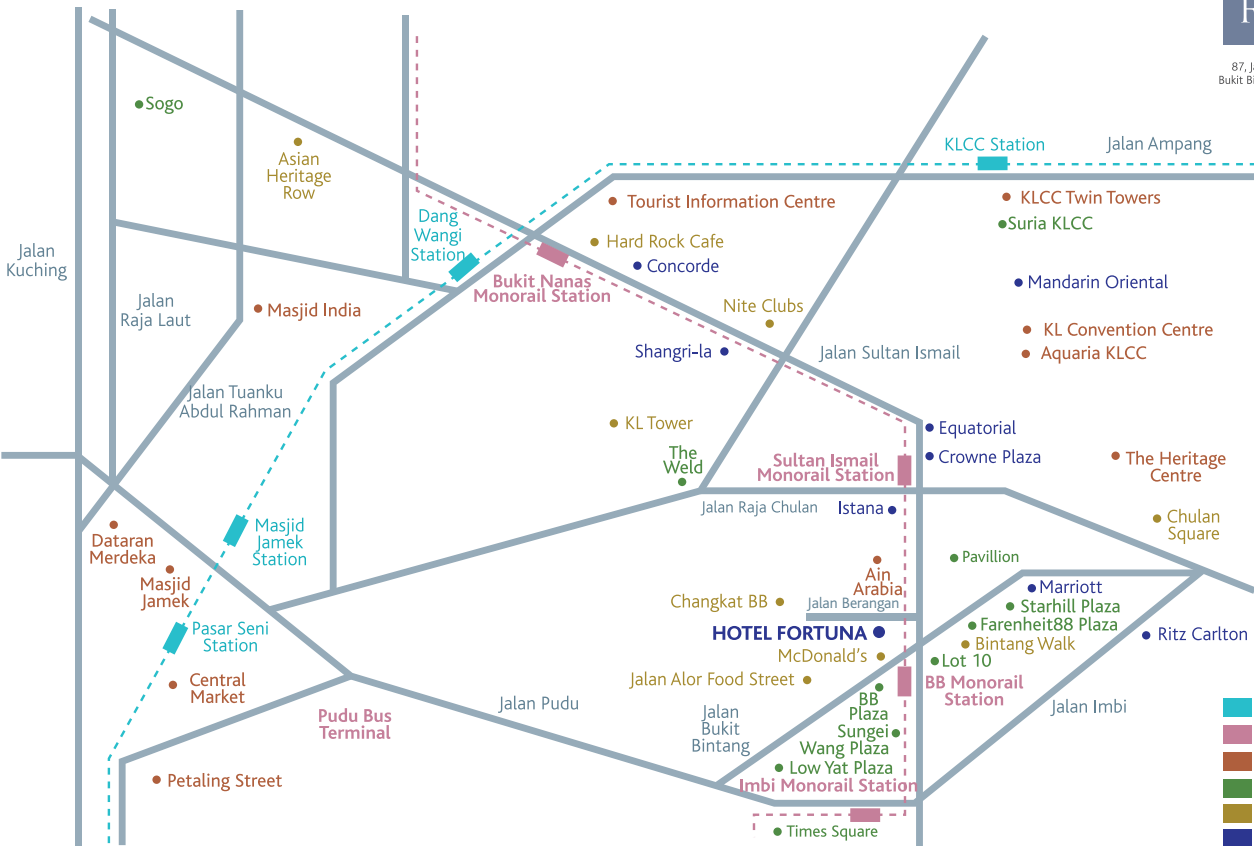 F
87, J
Bukit Bi
Sogo
Asian
Heritage
Row
KLCC Station
Jalan Ampang
Tourist Information Centre
KLCC Twin Towers
Suria KLCC
Dang
Wangi
Station
Hard Rock Cafe
Concorde
Jalan
Kuching
Bukit Nanas
Monorail Station
Mandarin Oriental
Jalan
Raja Laut
Masjid India
Nite Clubs
KL Convention Centre
Aquaria KLCC
Shangri-la
Jalan Sultan Ismail
Jalan Tuanku
Abdul Rahman
KL Tower
Equatorial
The
Weld
Sultan Ismail
Monorail Station
Crowne Plaza
The Heritage
Centre
Jalan Raja Chulan
Istana
Chulan
Square
Dataran
Merdeka
Masjid
Jamek
Station
Masjid
Jamek
Pavillion
Ain
Arabia
Marriott
Changkat BB
Jalan Berangan
Starhill Plaza
Farenheit88 Plaza
Pasar Seni
Station
HOTEL FORTUNA
Ritz Carlton
Bintang Walk
McDonald's
Lot 10
Central
Market
Jalan Alor Food Street
BB Monorail
Station
Jalan Pudu
Pudu Bus
Terminal
Jalan
Bukit
Bintang
BB
Plaza
Jalan Imbi
Sungei
Wang Plaza
Low Yat Plaza
Petaling Street
Imbi Monorail Station
Times Square